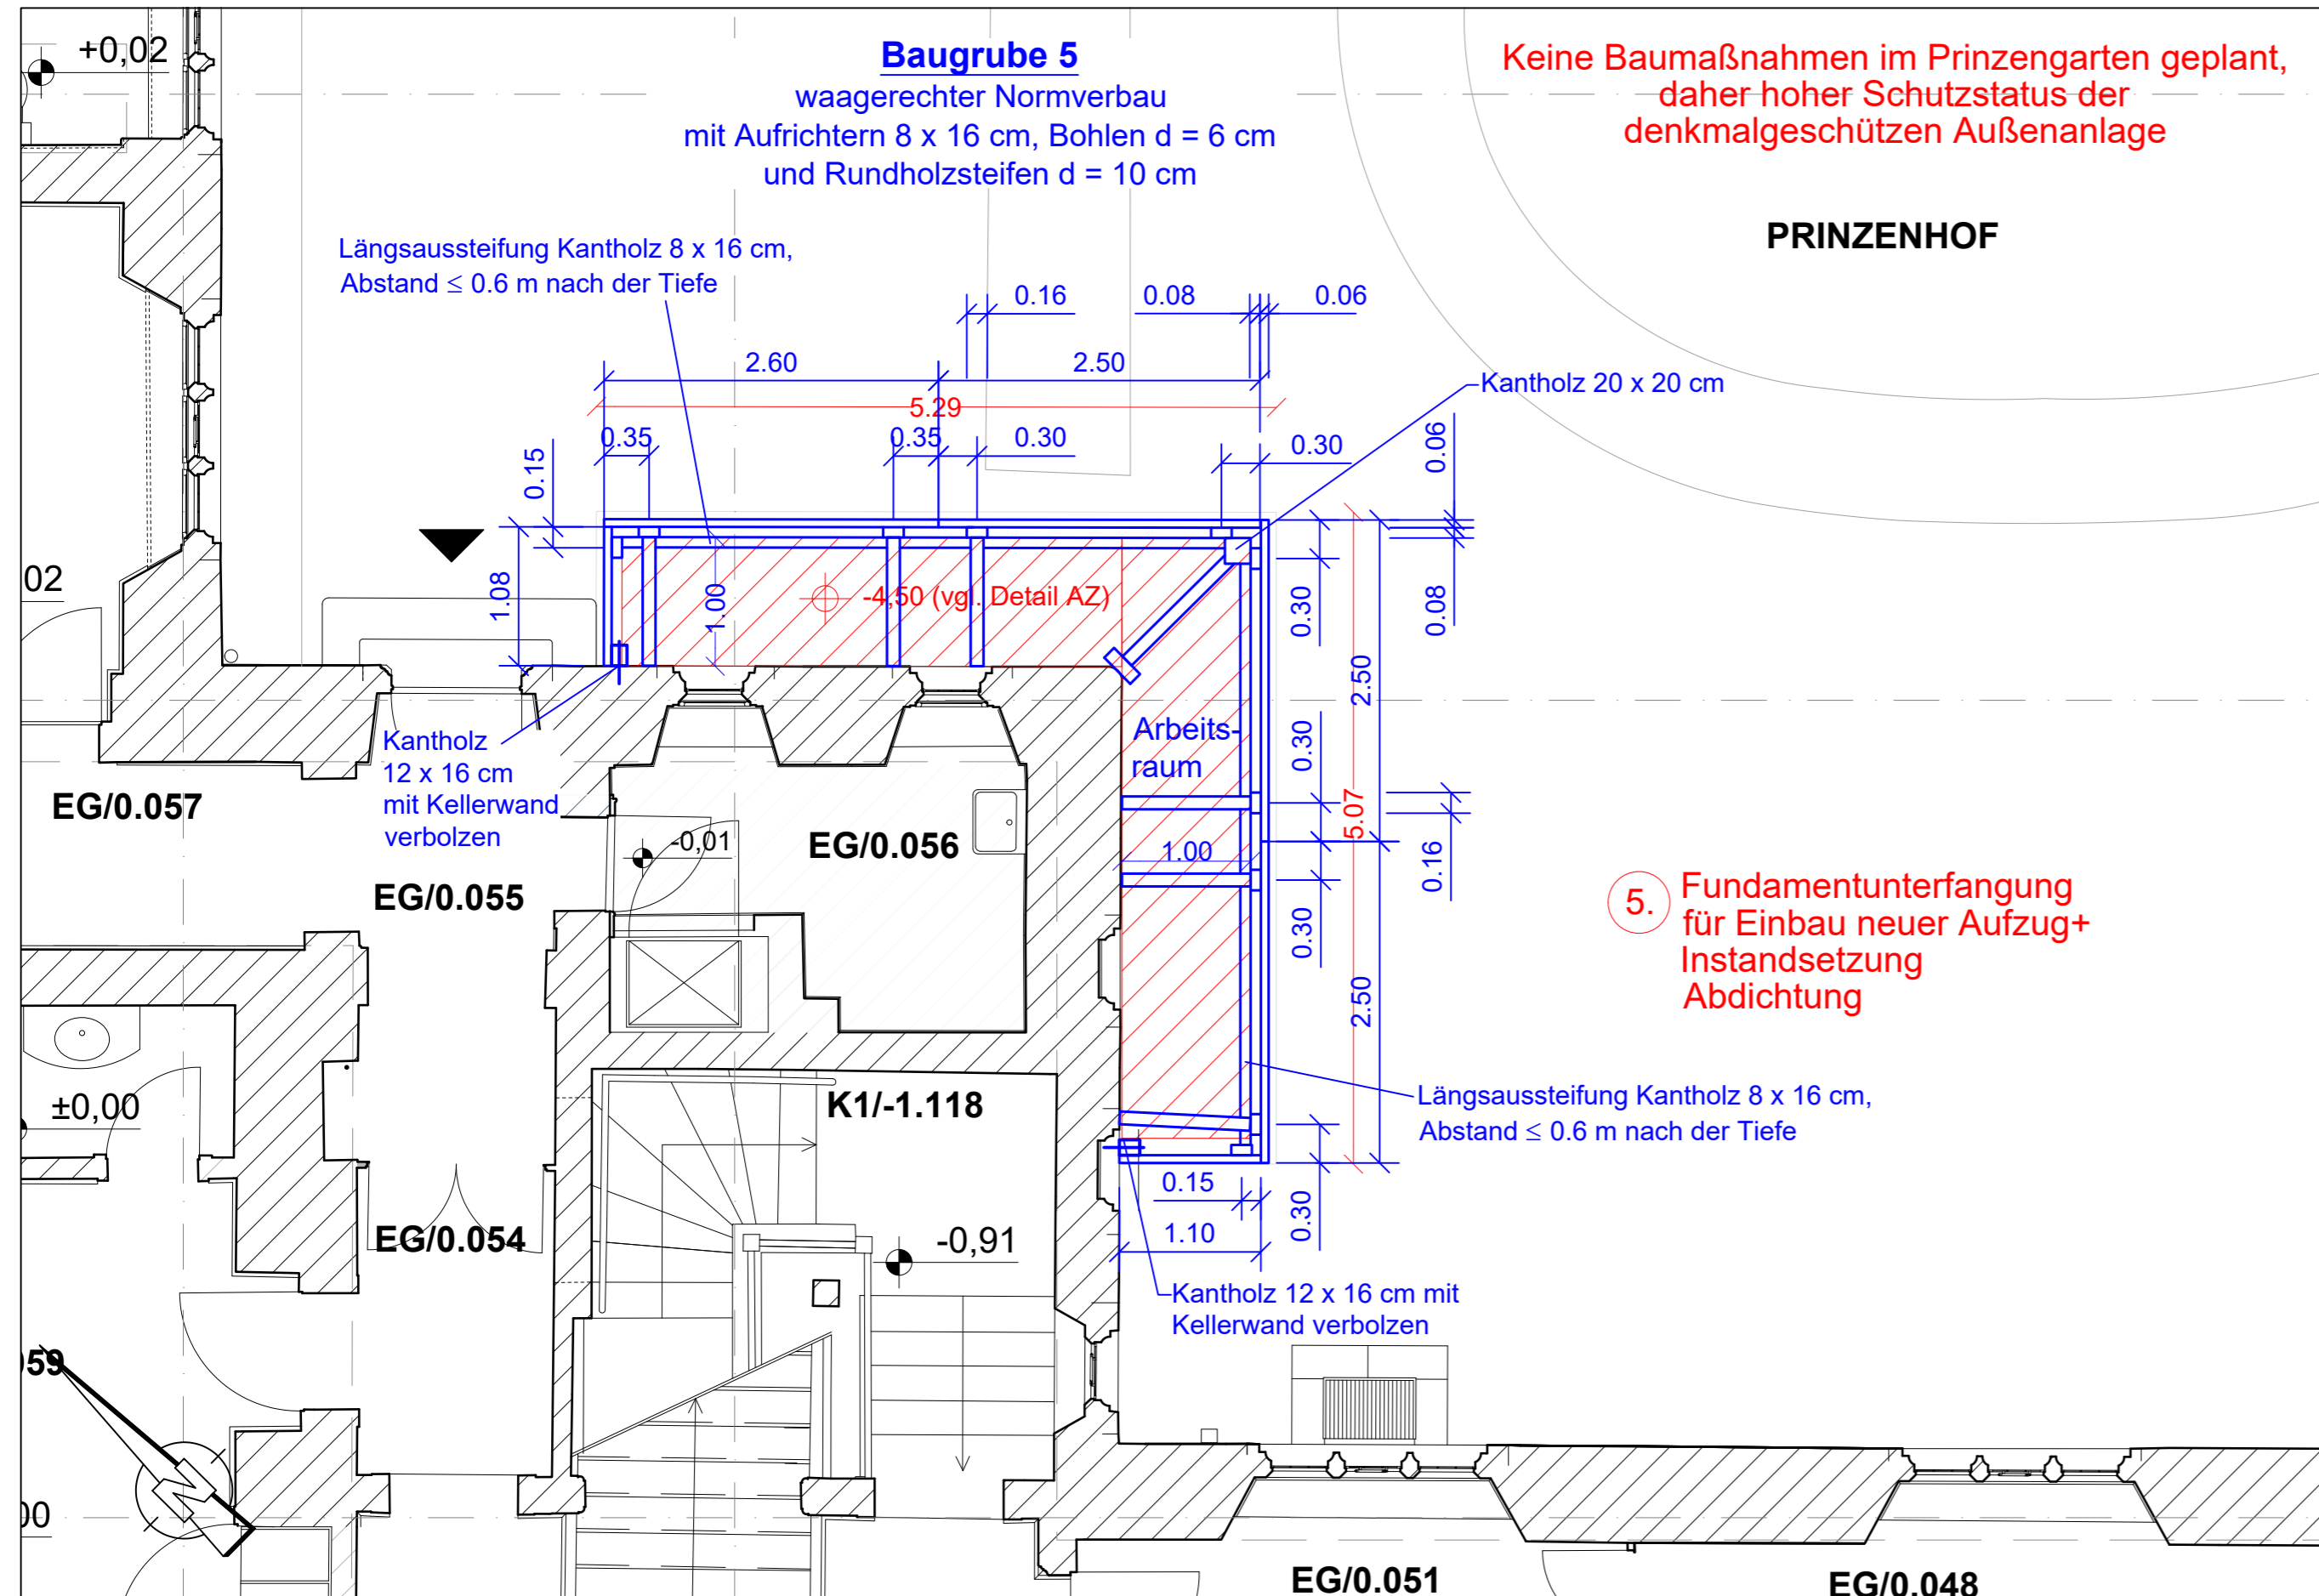 +0,02
Baugrube 5
waagerechter Normverbau
mit Aufrichtern 8 x 16 cm, Bohlen d = 6 cm
und Rundholzsteifen d = 10 cm
Keine Baumaßnahmen im Prinzengarten geplant,
daher hoher Schutzstatus der
denkmalgeschützen Außenanlage
PRINZENHOF
Längsaussteifung Kantholz 8 x 16 cm,
Abstand ≤ 0.6 m nach der Tiefe
0.16
0.08
0.06
2.60
2.50
Kantholz 20 x 20 cm
5.29
0.35
0.35
0.30
0.30
0.06
0.15
02
1.08
1.00
-4,50 (vgl. Detail AZ)
0.30
0.08
2.50
Arbeits-
raum
0.30
Kantholz
12 x 16 cm
mit Kellerwand
verbolzen
EG/0.057
-0,01
EG/0.056
5.07
1.00
0.16
EG/0.055
0.30
5.
Fundamentunterfangung
für Einbau neuer Aufzug+
Instandsetzung
Abdichtung
2.50
±0,00
K1/-1.118
Längsaussteifung Kantholz 8 x 16 cm,
Abstand ≤ 0.6 m nach der Tiefe
0.15
0.30
1.10
EG/0.054
-0,91
Kantholz 12 x 16 cm mit
Kellerwand verbolzen
59
N
00
EG/0.051
EG/0.048